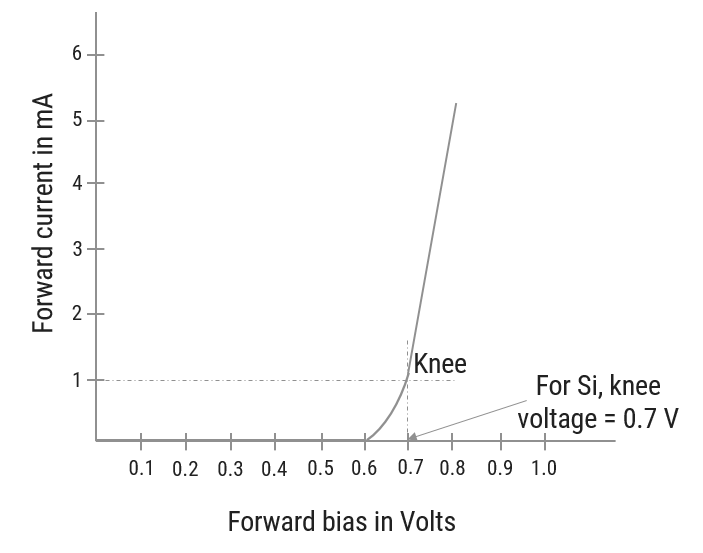 6
5
4
3
2
1
Forward current in mA
Knee
For Si, knee
voltage = 0.7 V
0.1 0.2 0.3 0.4 0.5 0.6 0.7 0.8 0.9 1.0
Forward bias in Volts